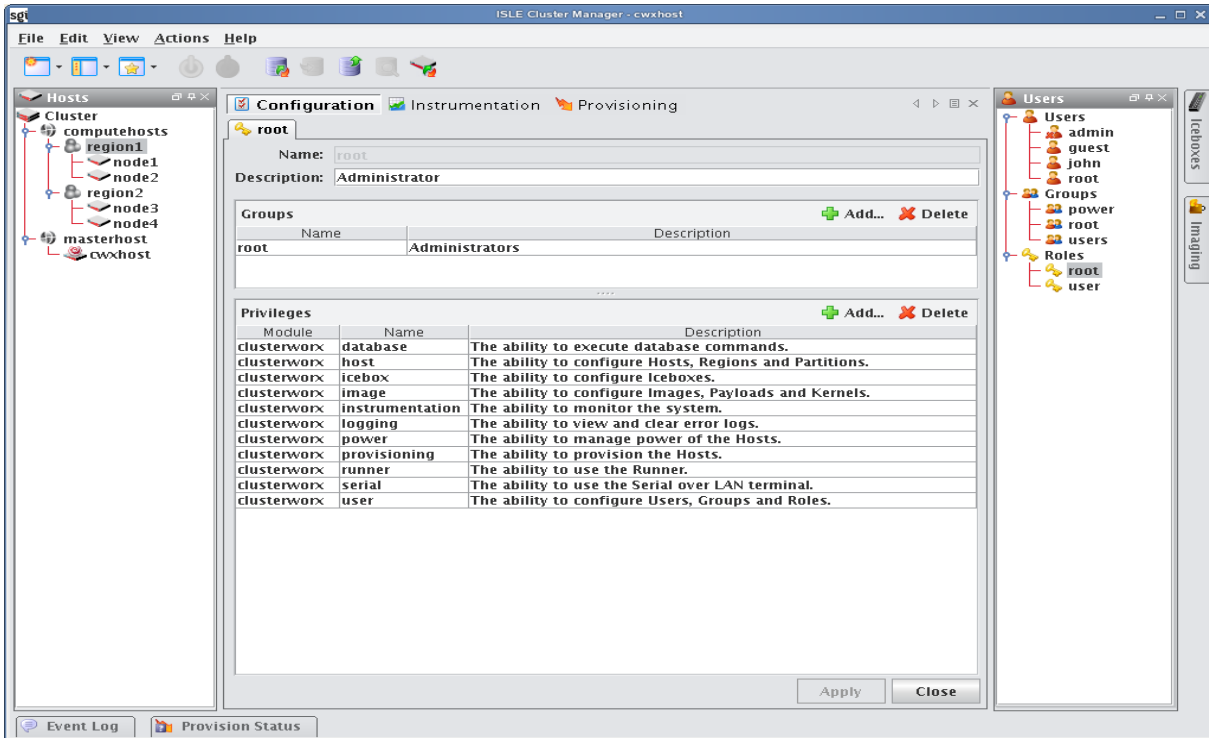 sgi
ISLE Cluster Manager - cwxhost
File Edit View Actions Help
Hosts
Cluster
computehosts
region1
node1
node2
region2
node3
node4
masterhost
cwxhost
Configuration Instrumentation Provisioning
root
Name: root
Description: Administrator
Groups Add... Delete
Name Description
root Administrators
Privileges Add... Delete
Module Name Description
clusterworx database The ability to execute database commands.
clusterworx host The ability to configure Hosts, Regions and Partitions.
clusterworx icebox The ability to configure Iceboxes.
clusterworx image The ability to configure Images, Payloads and Kernels.
clusterworx instrumentation The ability to monitor the system.
clusterworx logging The ability to view and clear error logs.
clusterworx power The ability to manage power of the Hosts.
clusterworx provisioning The ability to provision the Hosts.
clusterworx runner The ability to use the Runner.
clusterworx serial The ability to use the Serial over LAN terminal.
clusterworx user The ability to configure Users, Groups and Roles.
Apply Close
Users
Users
admin
guest
john
root
Groups
power
root
users
Roles
root
user
Iceboxes
Imaging
Event Log Provision Status